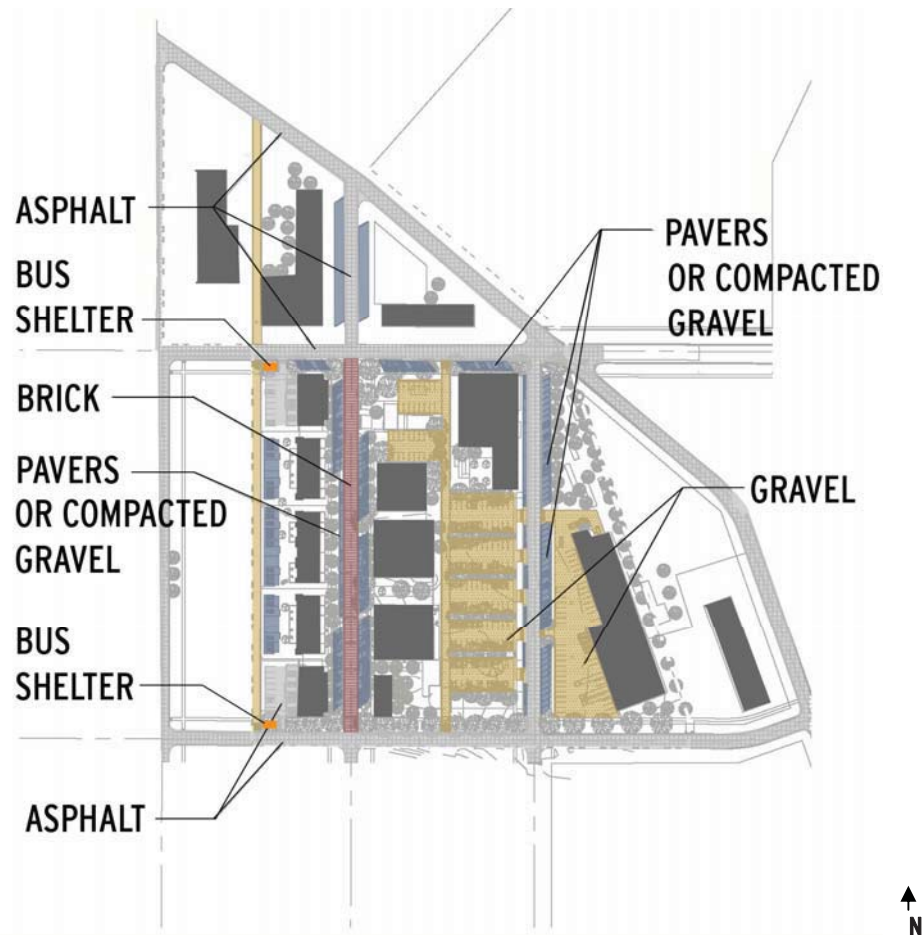 ASPHALT
BUS
SHELTER
BRICK
PAVERS
OR COMPACTED
GRAVEL
BUS
SHELTER
ASPHALT
PAVERS
OR COMPACTED
GRAVEL
GRAVEL
N